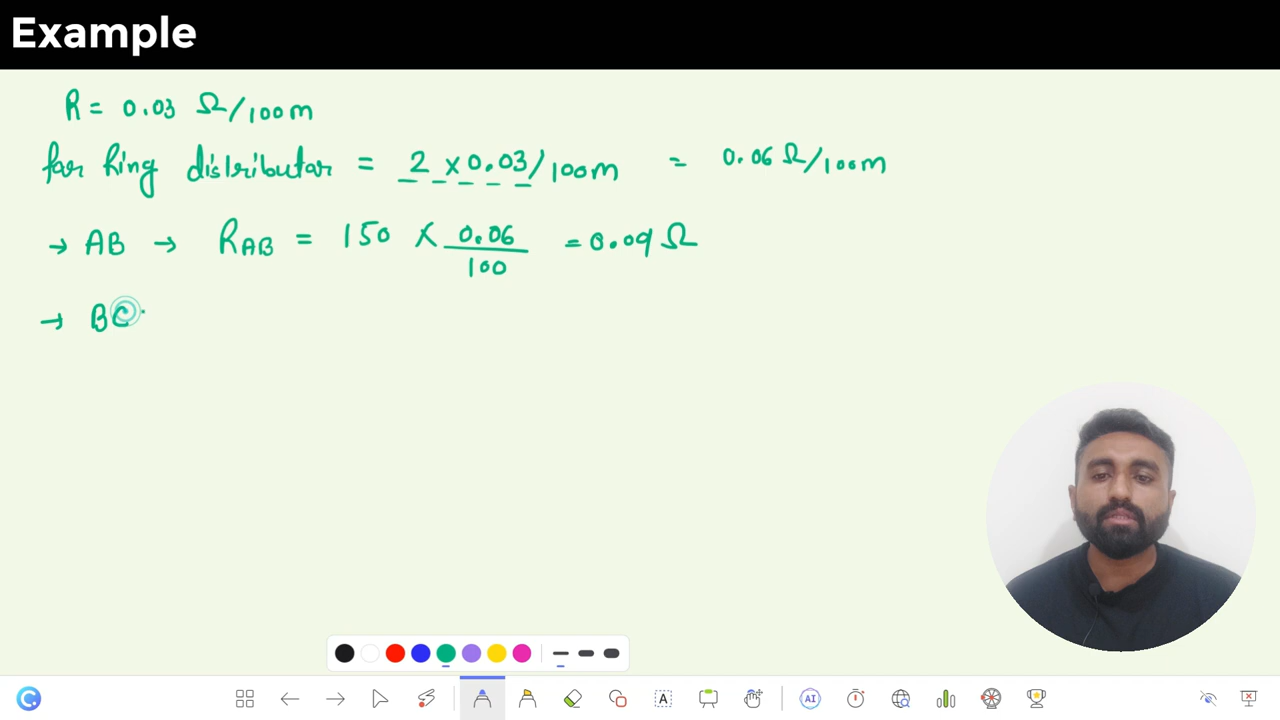 Example
R = 0.03 Ω/100m
for Ring distributor = 2 × 0.03/100m = 0.06 Ω/100m
→ AB → RAB = 150 × 0.06/100 = 0.09 Ω
→ BC
A
AI